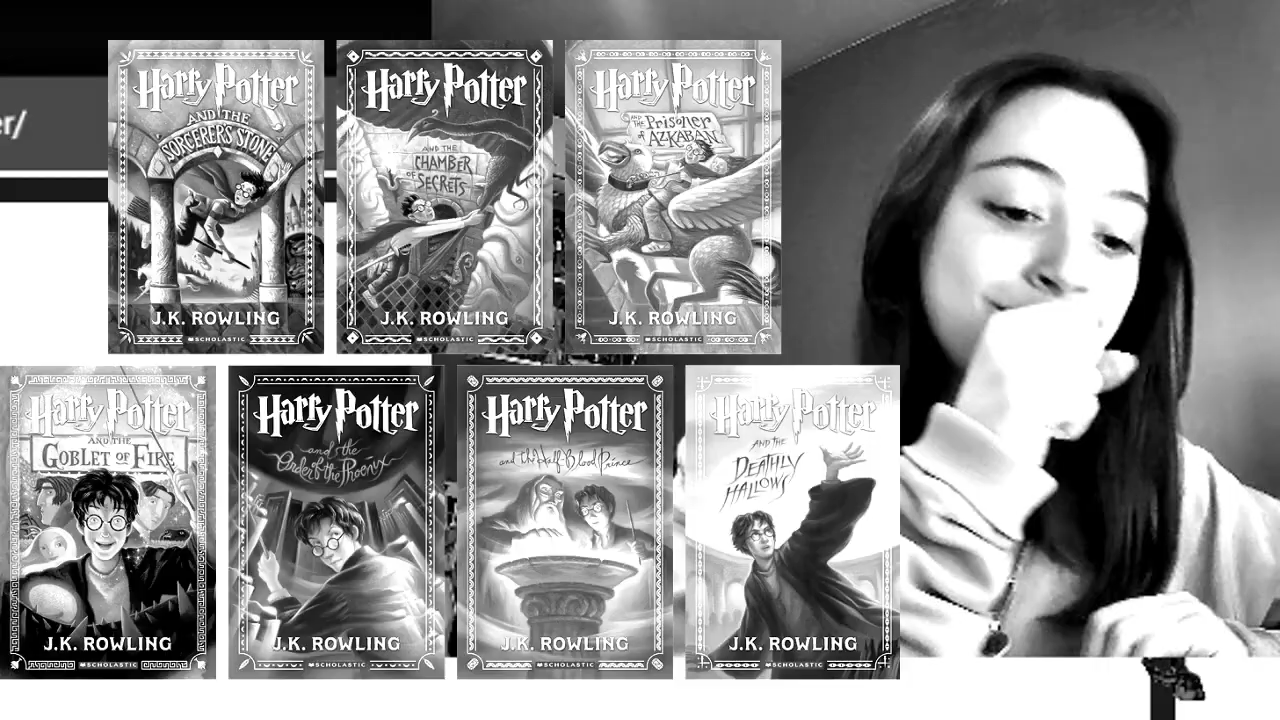 er/
Harry Potter
AND THE
SORCERER'S STONE
J.K. ROWLING
SCHOLASTIC
Harry Potter
AND THE
CHAMBER
OF
SECRETS
J.K. ROWLING
SCHOLASTIC
Harry Potter
AND THE Prisoner
of AZKABAN
J.K. ROWLING
SCHOLASTIC
Harry Potter
AND THE
GOBLET OF FIRE
J.K. ROWLING
SCHOLASTIC
Harry Potter
and the
Order of the Phoenix
J.K. ROWLING
SCHOLASTIC
Harry Potter
and the Half-Blood Prince
J.K. ROWLING
SCHOLASTIC
Harry Potter
AND THE
DEATHLY
HALLOWS
J.K. ROWLING
SCHOLASTIC